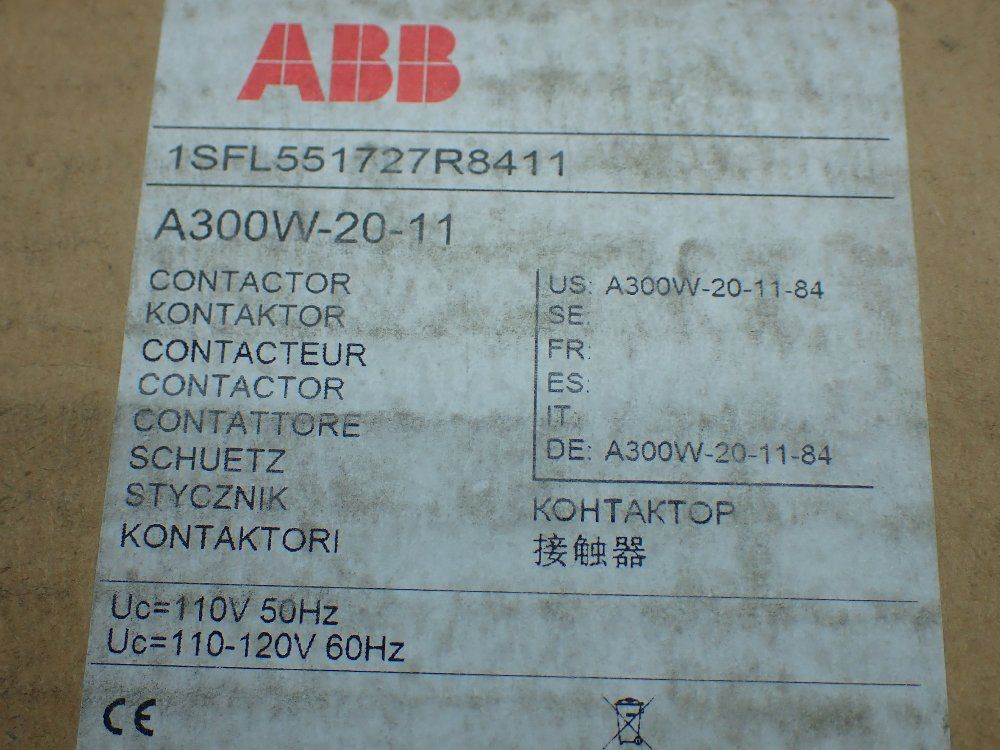 ABB
1SFL551727R8411
A300W-20-11
CONTACTOR
KONTAKTOR
CONTACTEUR
CONTACTOR
CONTATTORE
SCHUETZ
STYCZNIK
KONTAKTORI
US: A300W-20-11-84
SE:
FR:
ES:
IT:
DE: A300W-20-11-84
КОНТАКТОР
接触器
Uc=110V 50Hz
Uc=110-120V 60Hz
CE